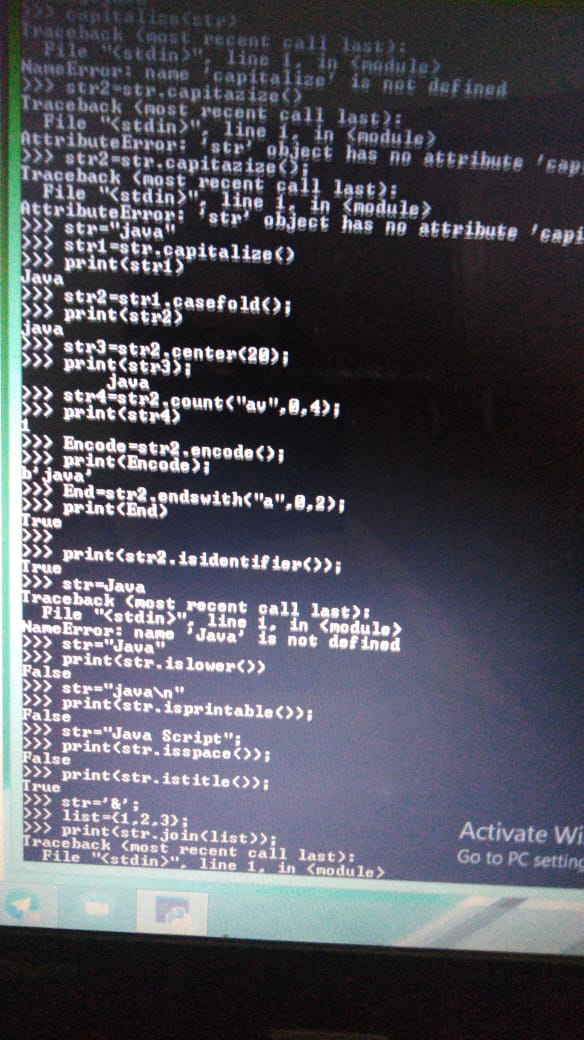 >>> capitalize(str)
Traceback (most recent call last):
  File "<stdin>", line 1, in <module>
NameError: name 'capitalize' is not defined
>>> str2=str.capitazize()
Traceback (most recent call last):
  File "<stdin>", line 1, in <module>
AttributeError: 'str' object has no attribute 'cap
>>> str2=str.capitazize();
Traceback (most recent call last):
  File "<stdin>", line 1, in <module>
AttributeError: 'str' object has no attribute 'capi
>>> str="java"
>>> str1=str.capitalize()
>>> print(str1)
Java
>>> str2=str1.casefold();
>>> print(str2)
java
>>> str3=str2.center(20);
>>> print(str3);
        java
>>> str4=str2.count("av",0,4);
>>> print(str4)
1
>>> Encode=str2.encode();
>>> print(Encode);
b'java'
>>> End=str2.endswith("a",0,2);
>>> print(End)
True
>>>
>>> print(str2.isidentifier());
True
>>> str=Java
Traceback (most recent call last):
  File "<stdin>", line 1, in <module>
NameError: name 'Java' is not defined
>>> str="Java"
>>> print(str.islower())
False
>>> str="java\n"
>>> print(str.isprintable());
False
>>> str="Java Script";
>>> print(str.isspace());
False
>>> print(str.istitle());
True
>>> str='&';
>>> list={1,2,3};
>>> print(str.join(list));
Traceback (most recent call last):
  File "<stdin>", line 1, in <module>
Activate Wi
Go to PC setting